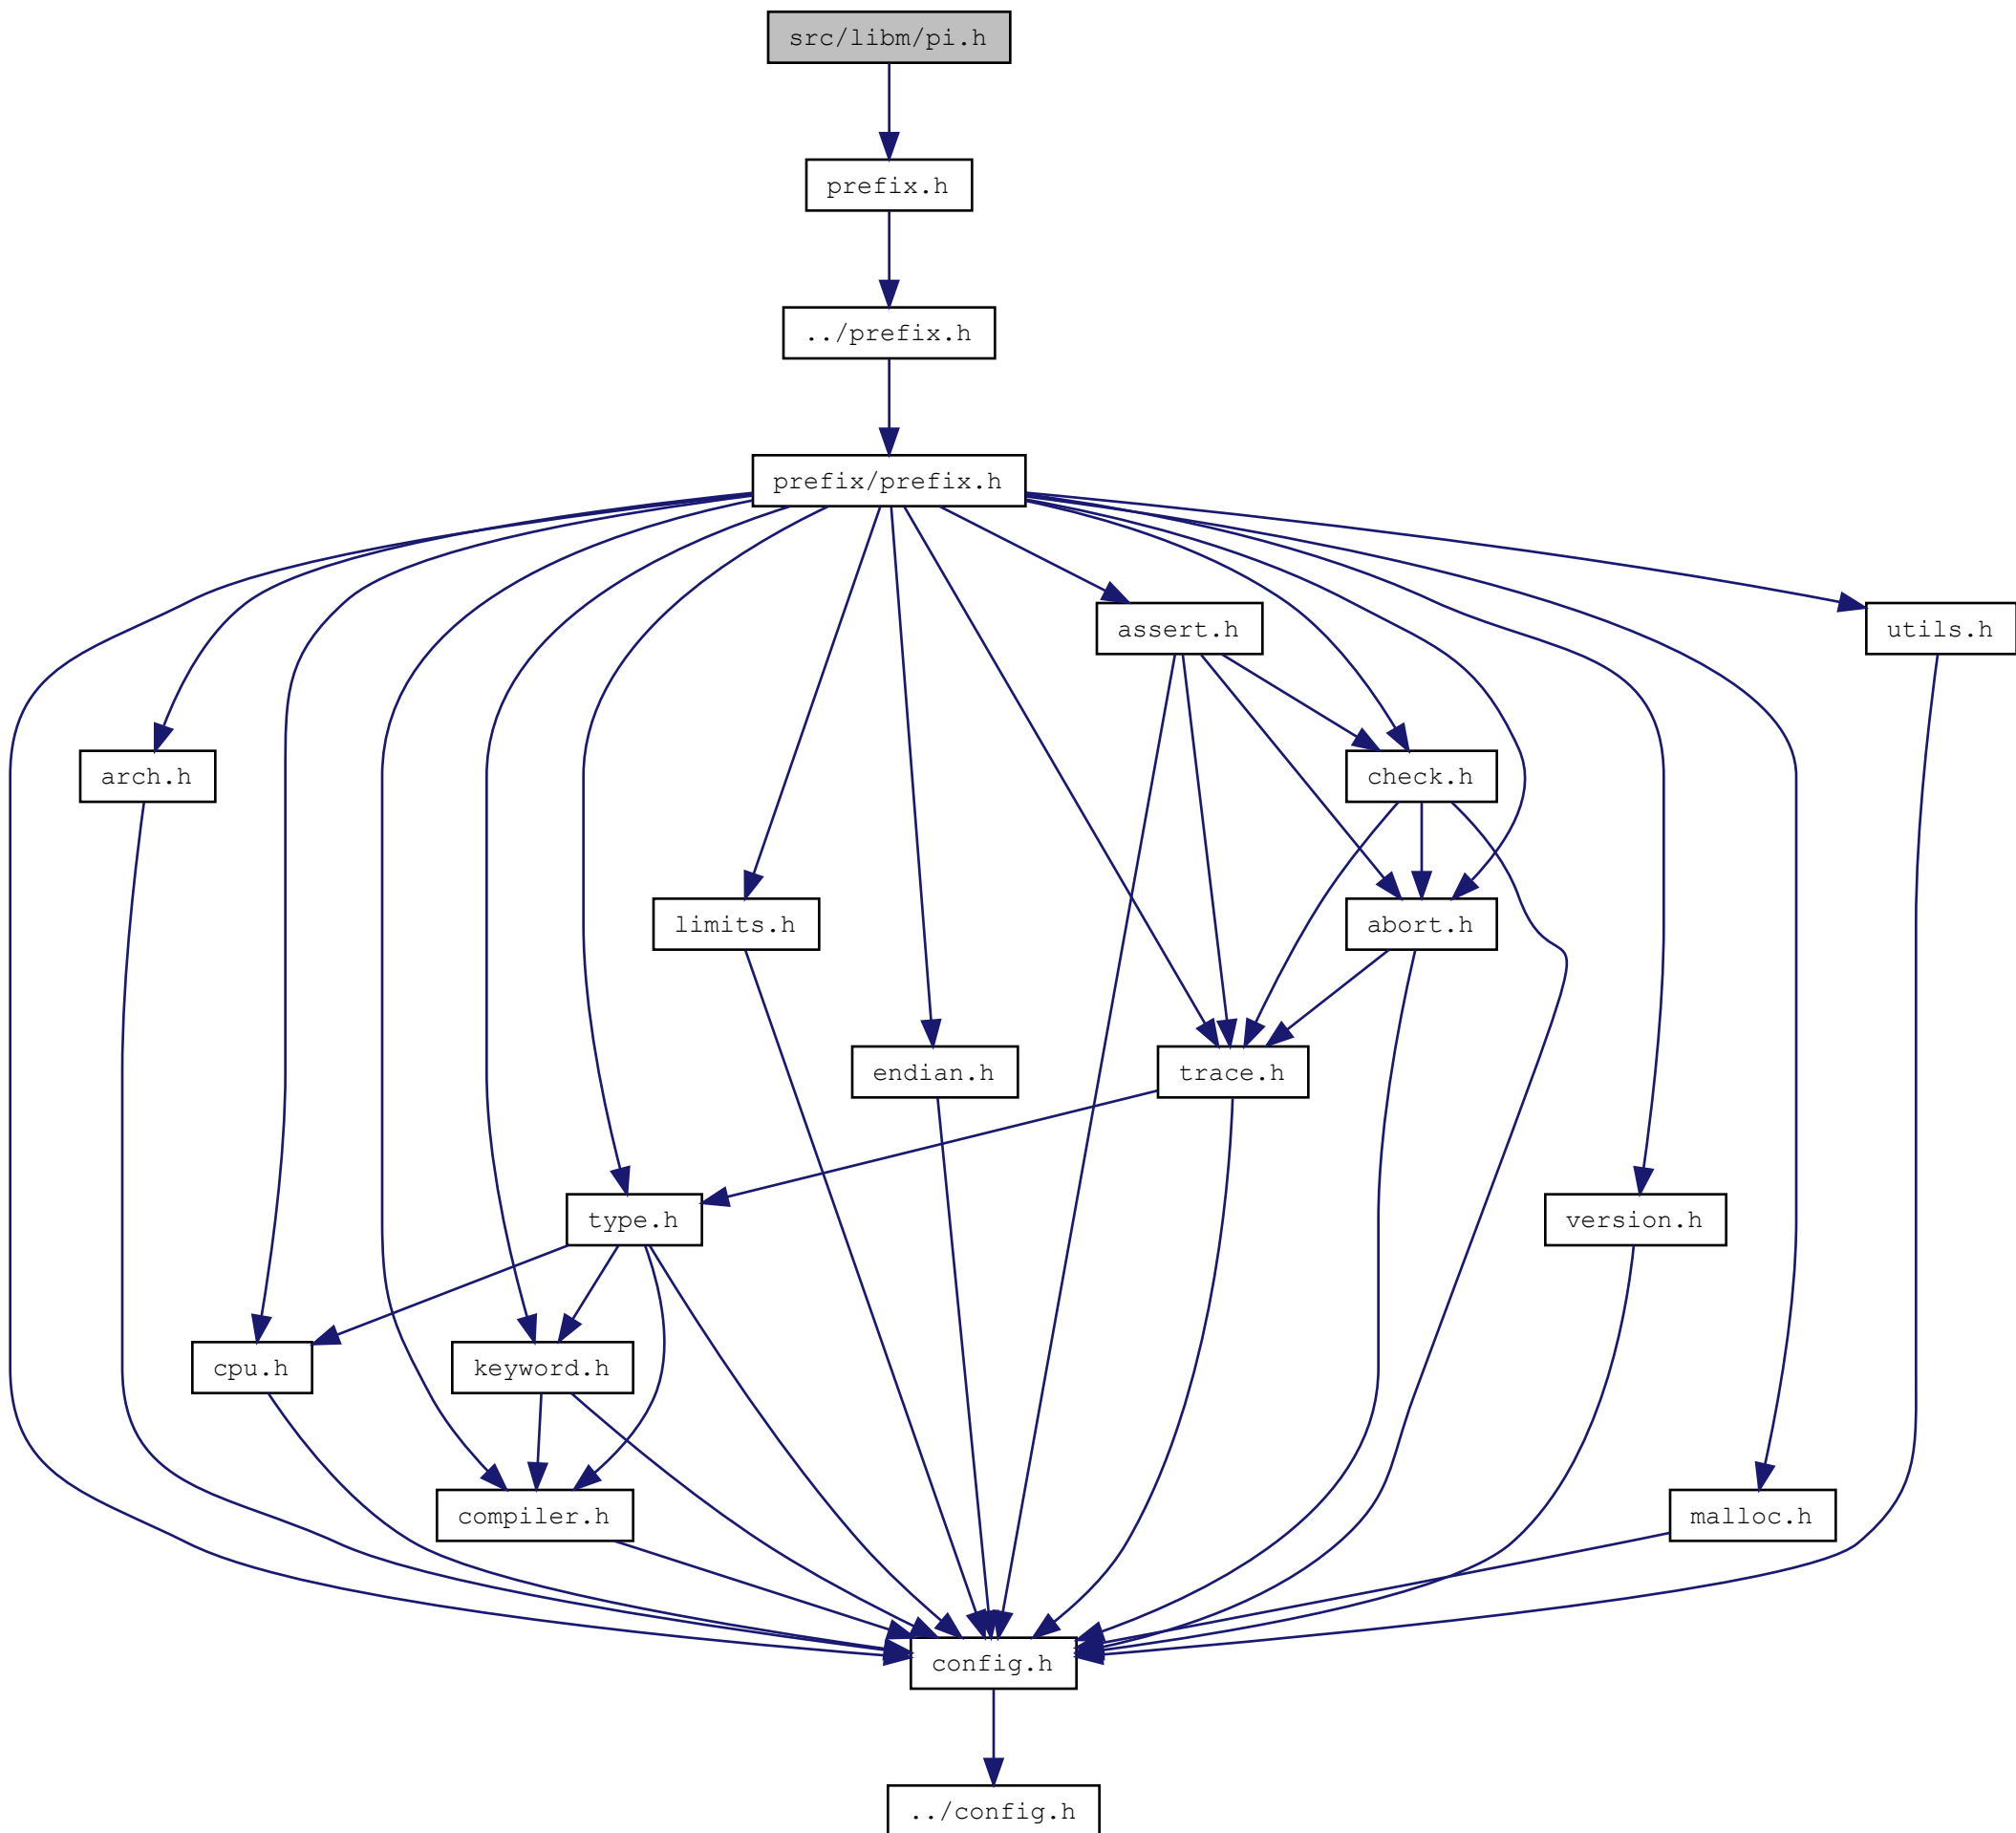 src/libm/pi.h
prefix.h
../prefix.h
prefix/prefix.h
assert.h
utils.h
arch.h
check.h
limits.h
abort.h
endian.h
trace.h
type.h
version.h
cpu.h
keyword.h
compiler.h
malloc.h
config.h
../config.h